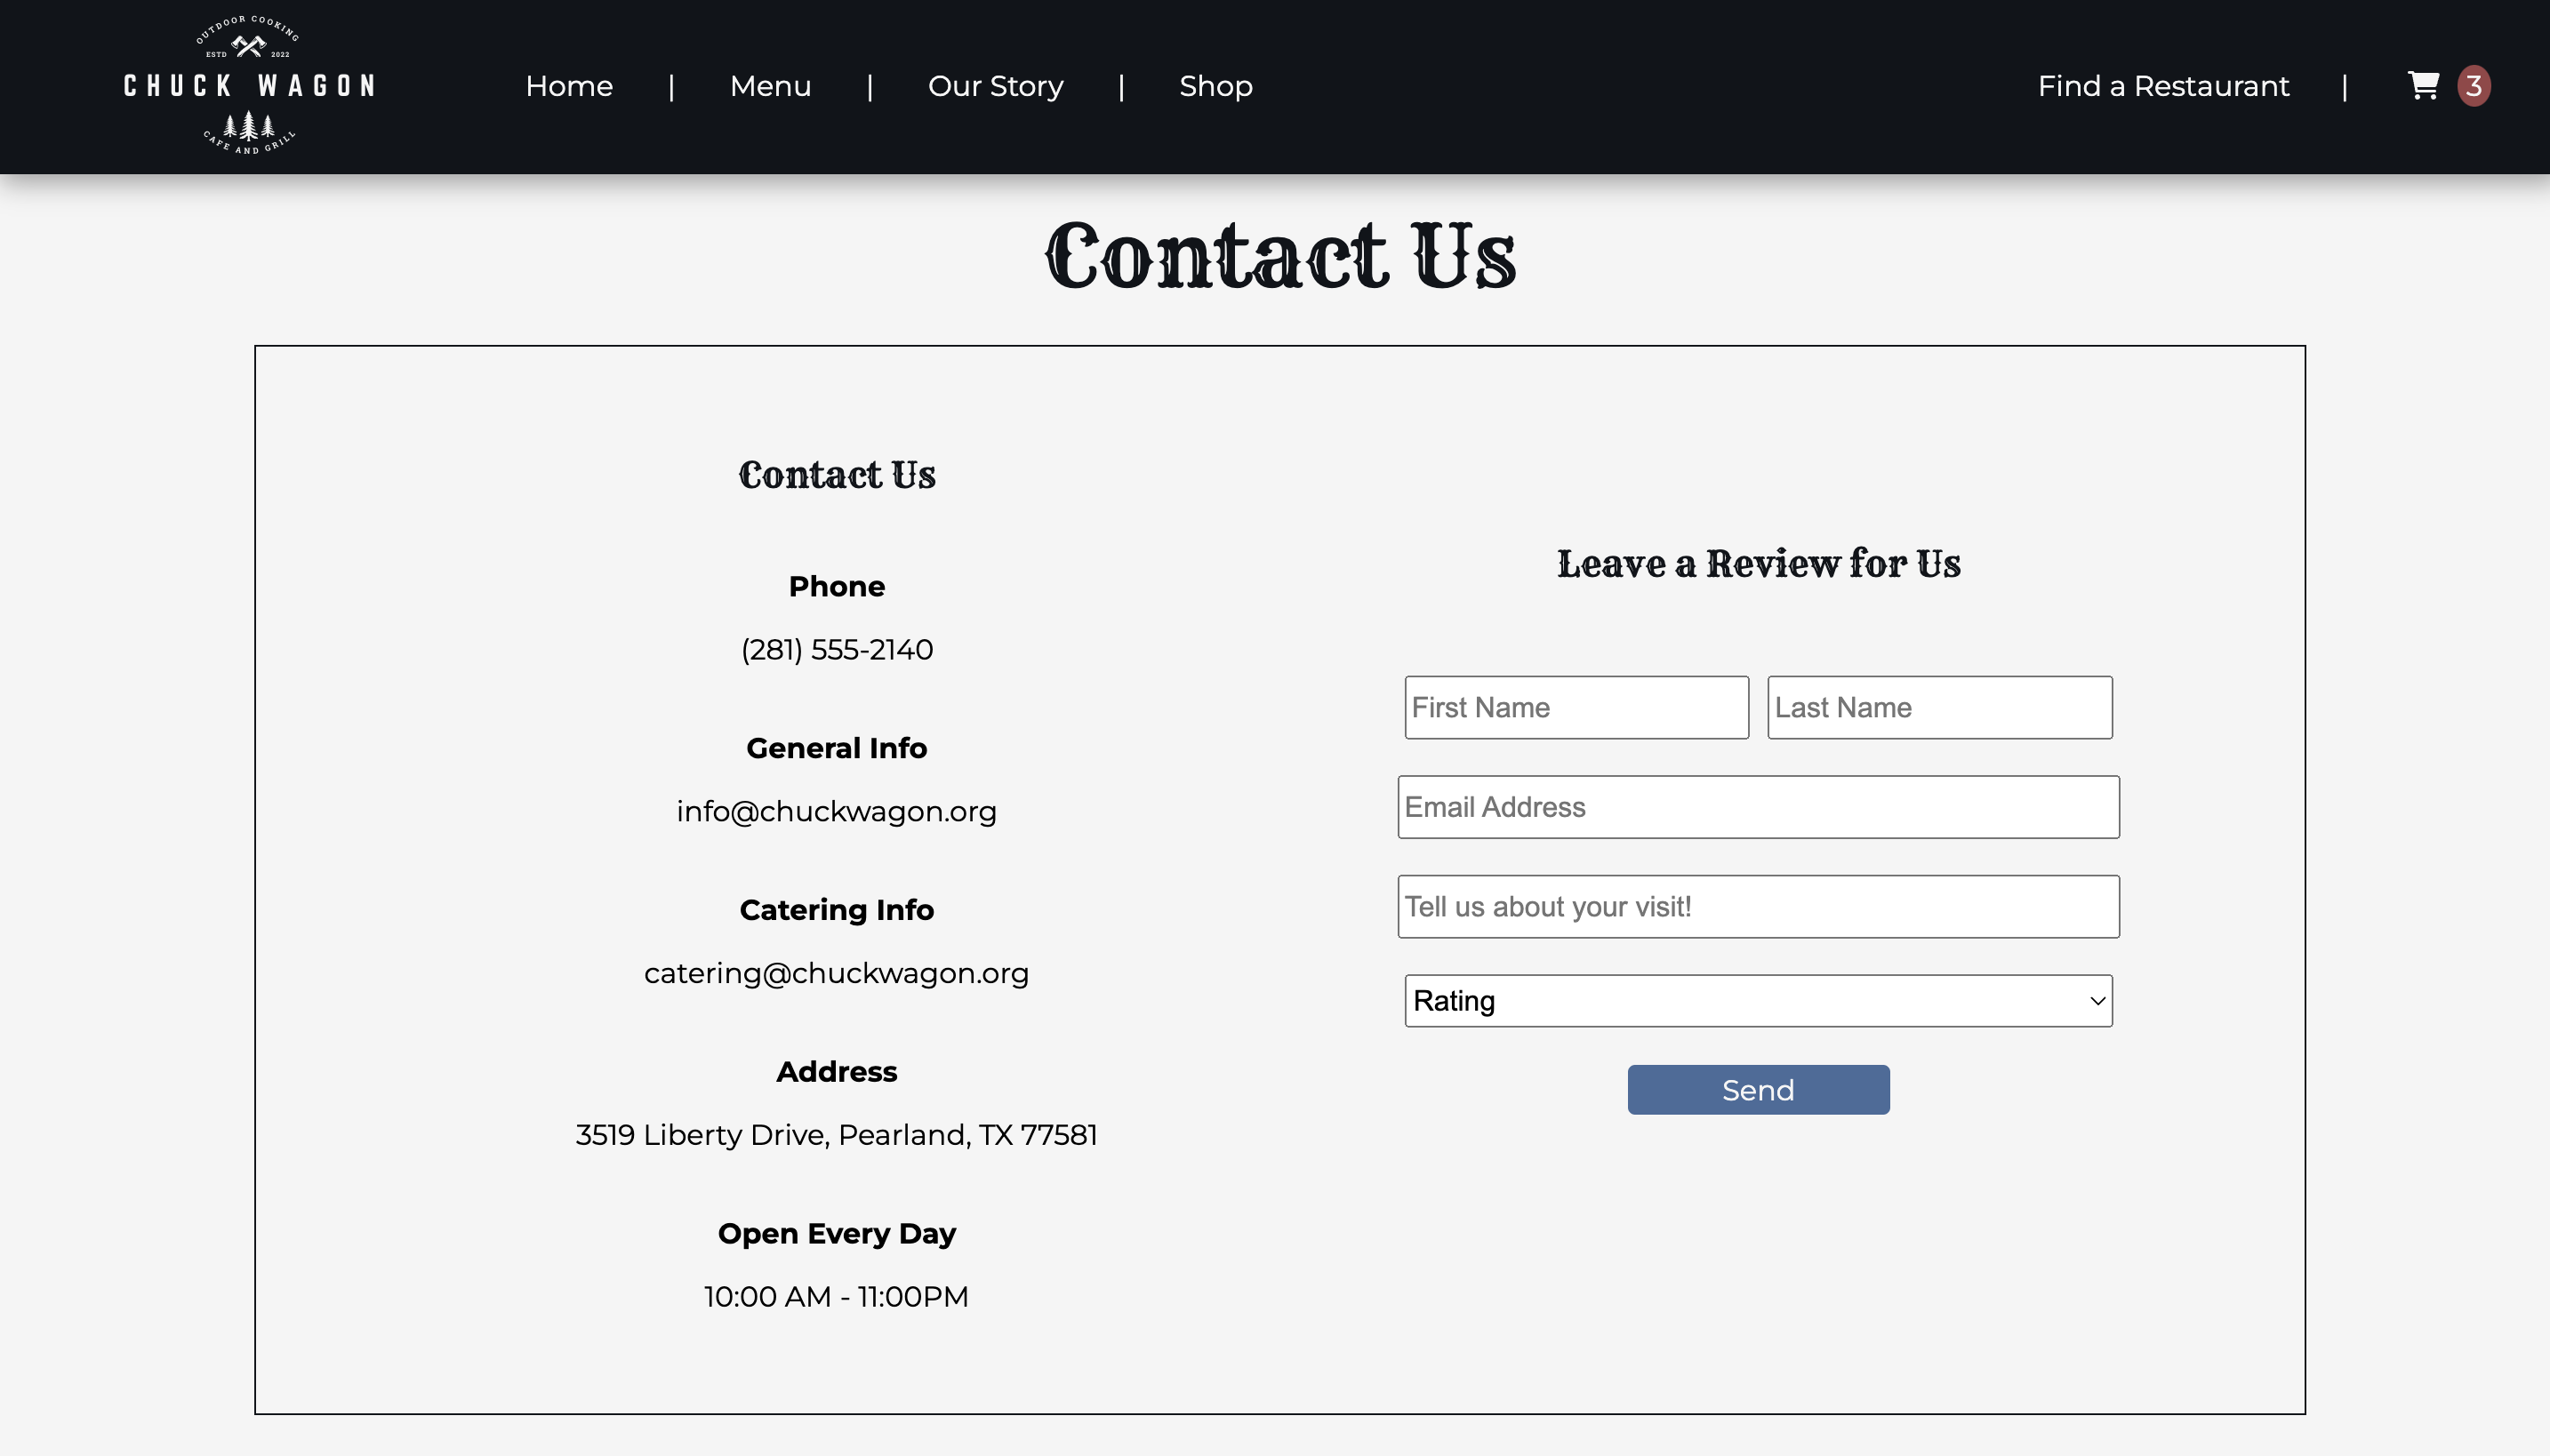 OUTDOOR COOKING
ESTD 2022
CHUCK WAGON
CAFE AND GRILL
Home | Menu | Our Story | Shop
Find a Restaurant | 3
Contact Us
Contact Us
Phone
(281) 555-2140
General Info
info@chuckwagon.org
Catering Info
catering@chuckwagon.org
Address
3519 Liberty Drive, Pearland, TX 77581
Open Every Day
10:00 AM - 11:00PM
Leave a Review for Us
First Name
Last Name
Email Address
Tell us about your visit!
Rating
Send